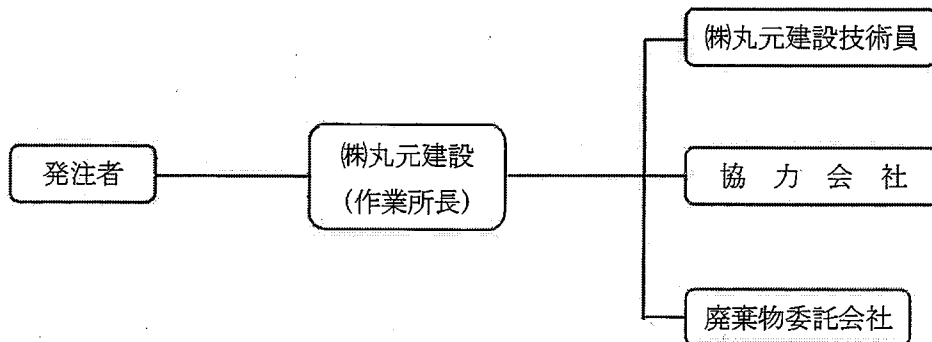 発注者
㈱丸元建設
(作業所長)
㈱丸元建設技術員
協力会社
廃棄物委託会社